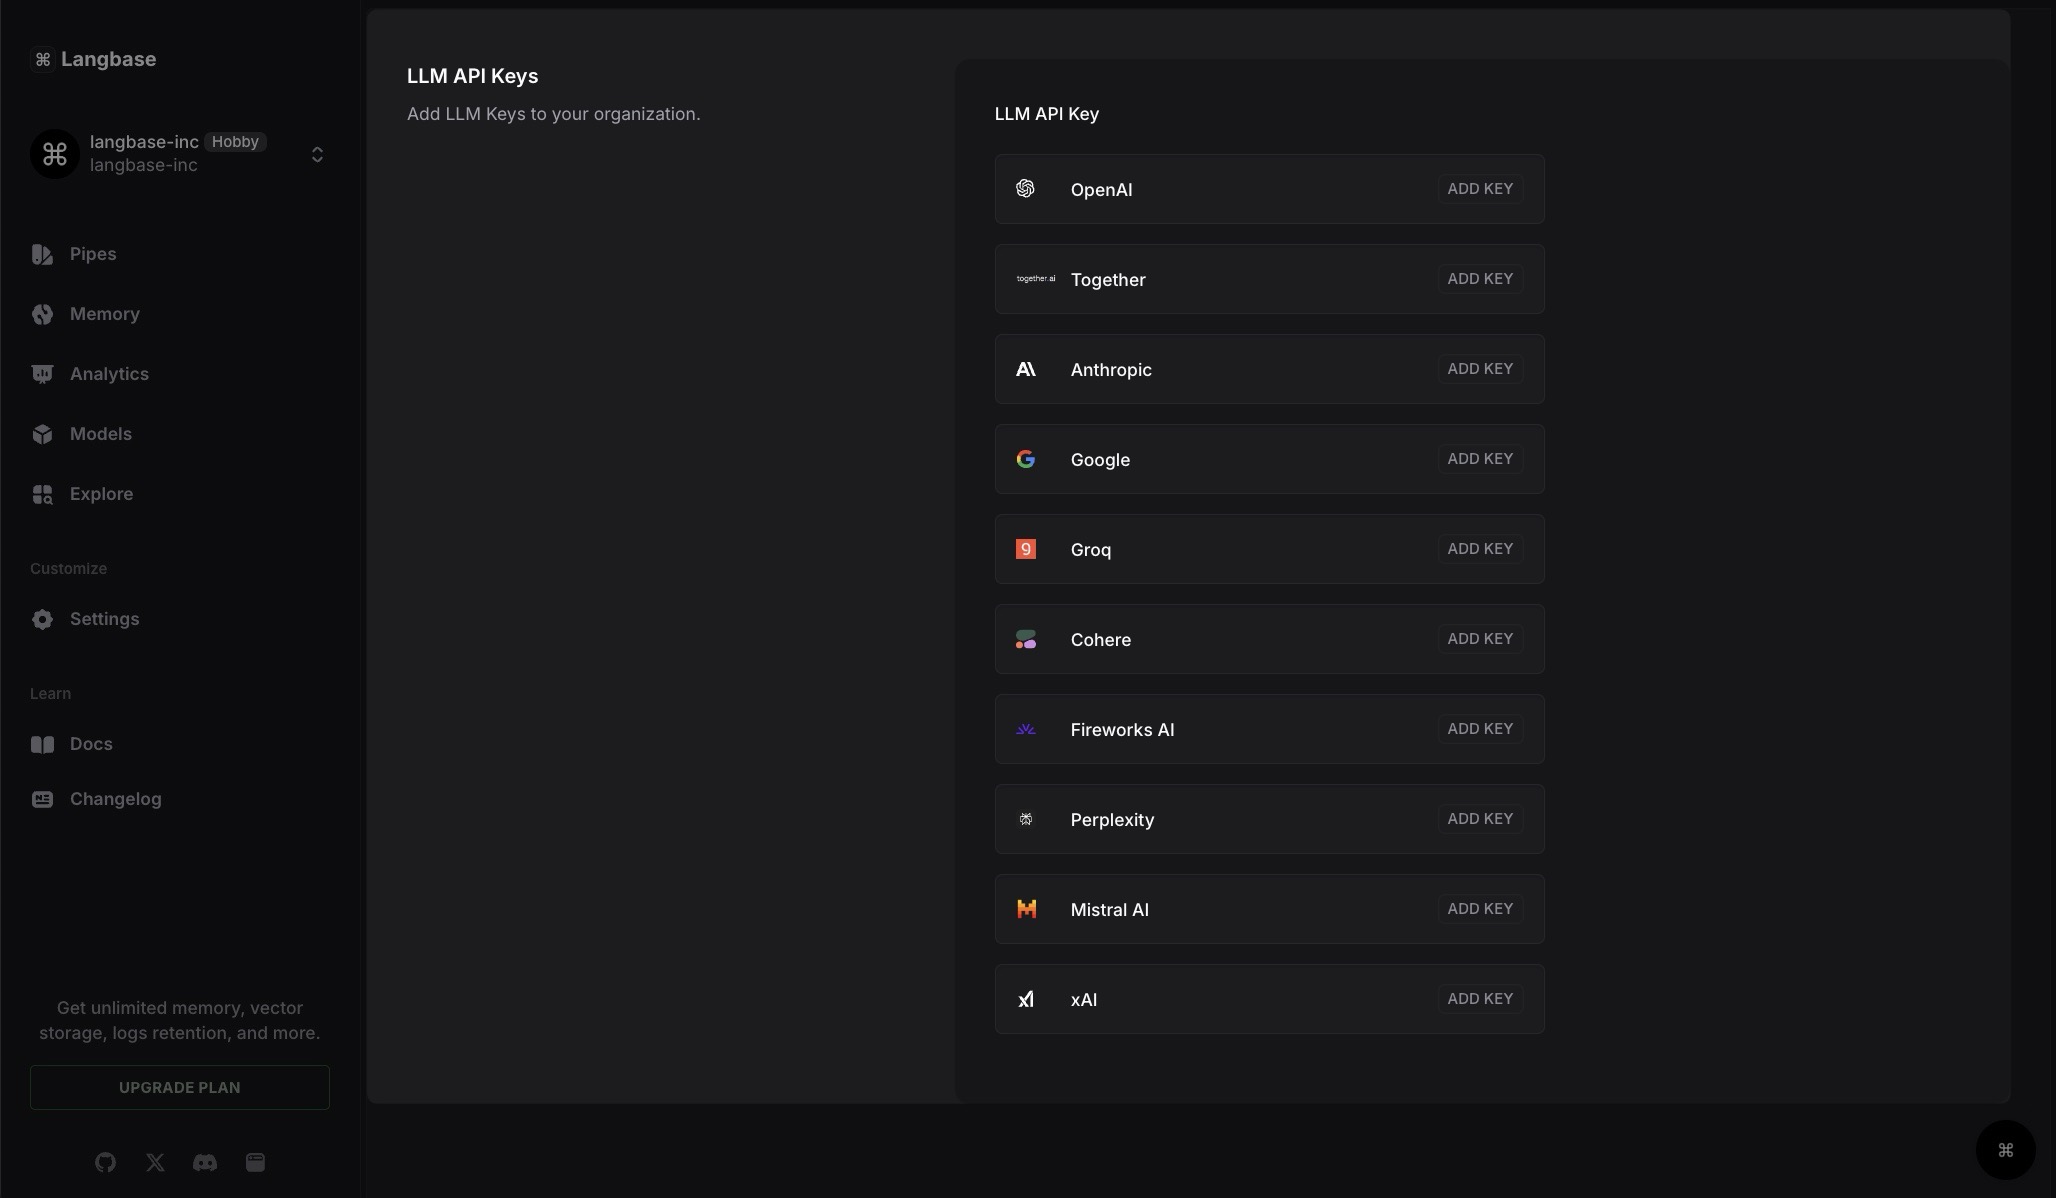 Langbase
langbase-inc Hobby
langbase-inc
Pipes
Memory
Analytics
Models
Explore
Customize
Settings
Learn
Docs
Changelog
Get unlimited memory, vector
storage, logs retention, and more.
UPGRADE PLAN
LLM API Keys
Add LLM Keys to your organization.
LLM API Key
OpenAI ADD KEY
together.ai Together ADD KEY
Anthropic ADD KEY
Google ADD KEY
Groq ADD KEY
Cohere ADD KEY
Fireworks AI ADD KEY
Perplexity ADD KEY
Mistral AI ADD KEY
xAI ADD KEY